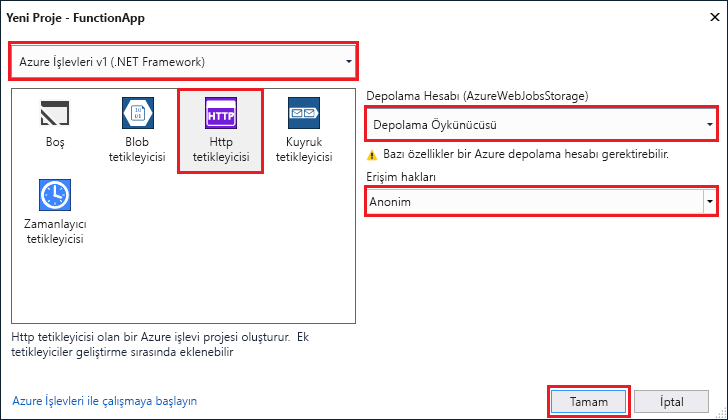 Yeni Proje - FunctionApp
Azure İşlevleri v1 (.NET Framework)
Boş
Blob
tetikleyicisi
HTTP
Http
tetikleyicisi
Kuyruk
tetikleyicisi
Zamanlayıcı
tetikleyicisi
Http tetikleyicisi olan bir Azure işlevi projesi oluşturur. Ek
tetikleyiciler geliştirme sırasında eklenebilir
Depolama Hesabı (AzureWebJobsStorage)
Depolama Öykünücüsü
Bazı özellikler bir Azure depolama hesabı gerektirebilir.
Erişim hakları
Anonim
Azure İşlevleri ile çalışmaya başlayın
Tamam
İptal